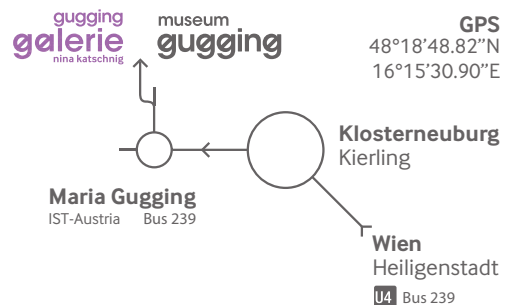 gugging
galerie
nina katschnig
museum
gugging
GPS
48°18'48.82”N
16°15'30.90”E
Klosterneuburg
Kierling
Maria Gugging
IST-Austria Bus 239
Wien
Heiligenstadt
U4 Bus 239